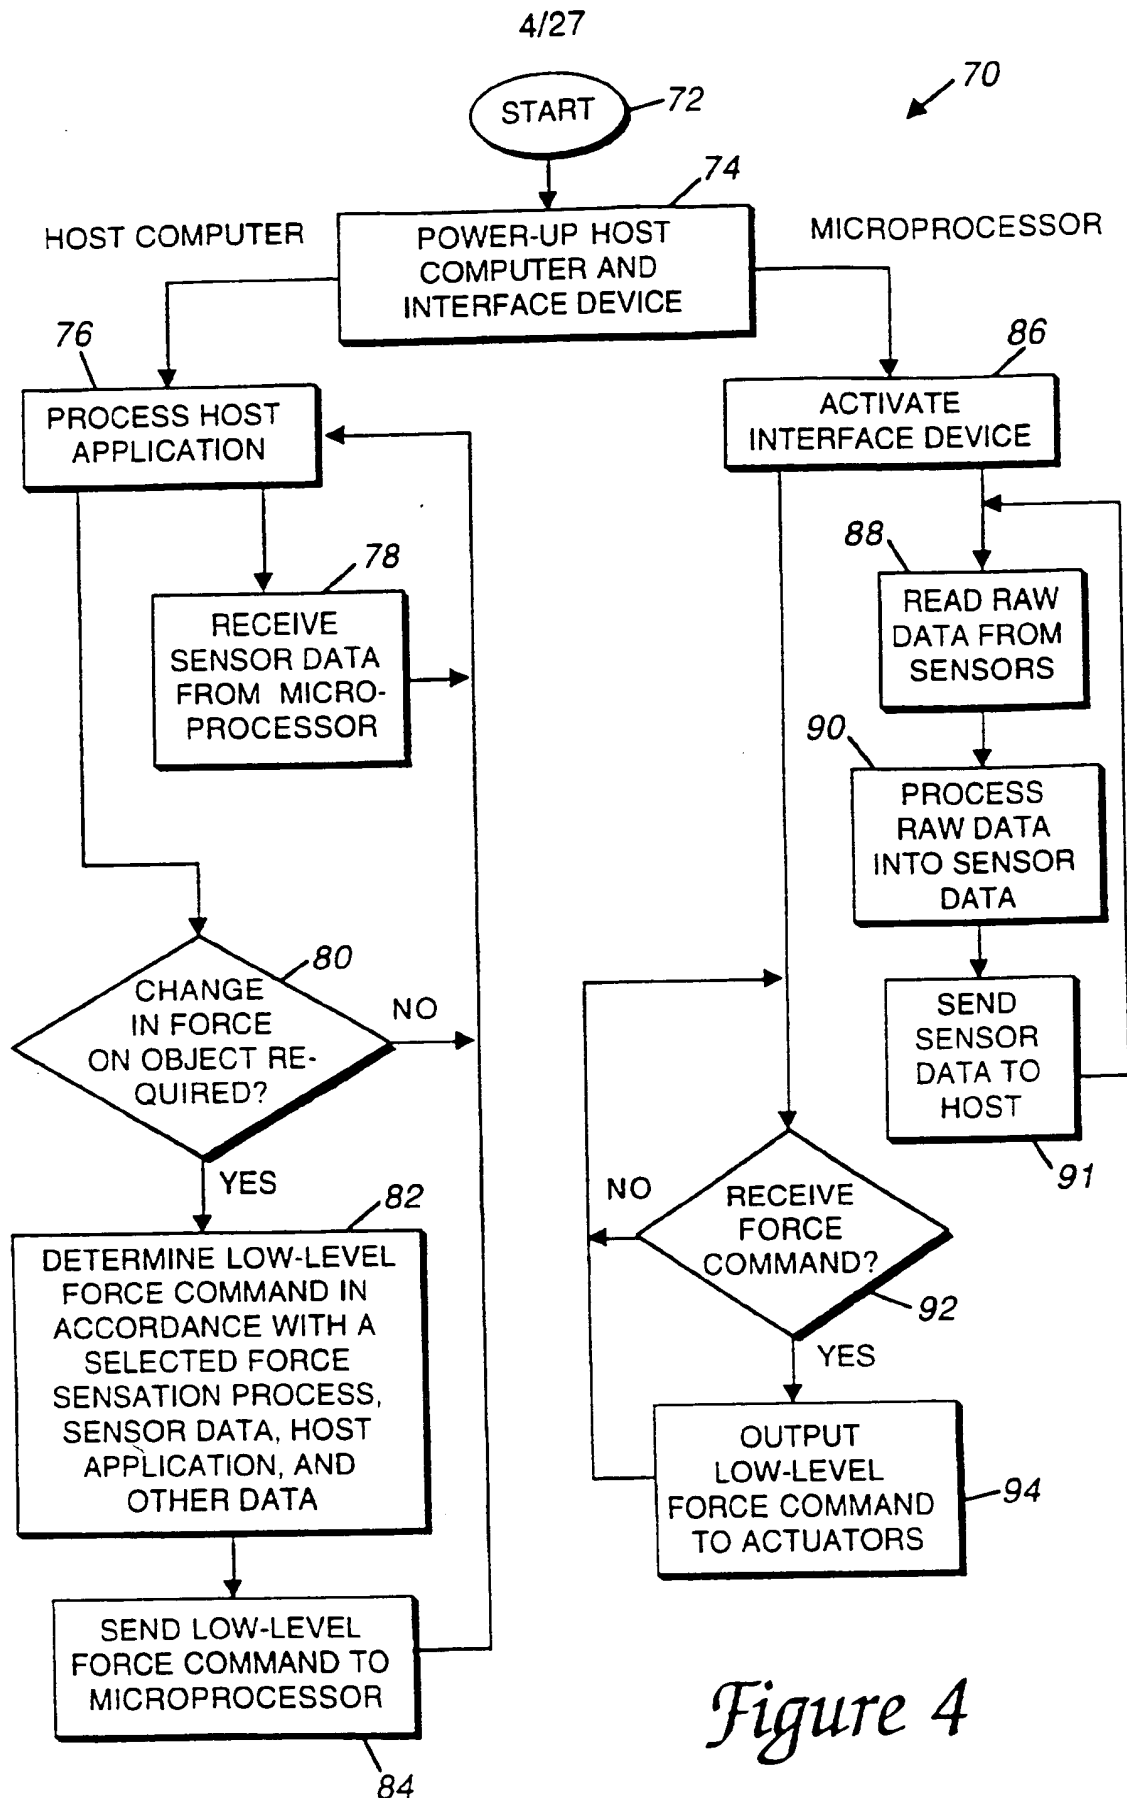 4/27
70
START
72
74
HOST COMPUTER
POWER-UP HOST
COMPUTER AND
INTERFACE DEVICE
MICROPROCESSOR
76
PROCESS HOST
APPLICATION
86
ACTIVATE
INTERFACE DEVICE
78
RECEIVE
SENSOR DATA
FROM MICRO-
PROCESSOR
88
READ RAW
DATA FROM
SENSORS
90
PROCESS
RAW DATA
INTO SENSOR
DATA
80
CHANGE
IN FORCE
ON OBJECT RE-
QUIRED?
NO
YES
SEND
SENSOR
DATA TO
HOST
91
82
DETERMINE LOW-LEVEL
FORCE COMMAND IN
ACCORDANCE WITH A
SELECTED FORCE
SENSATION PROCESS,
SENSOR DATA, HOST
APPLICATION, AND
OTHER DATA
NO
RECEIVE
FORCE
COMMAND?
92
YES
OUTPUT
LOW-LEVEL
FORCE COMMAND
TO ACTUATORS
94
SEND LOW-LEVEL
FORCE COMMAND TO
MICROPROCESSOR
84
Figure 4